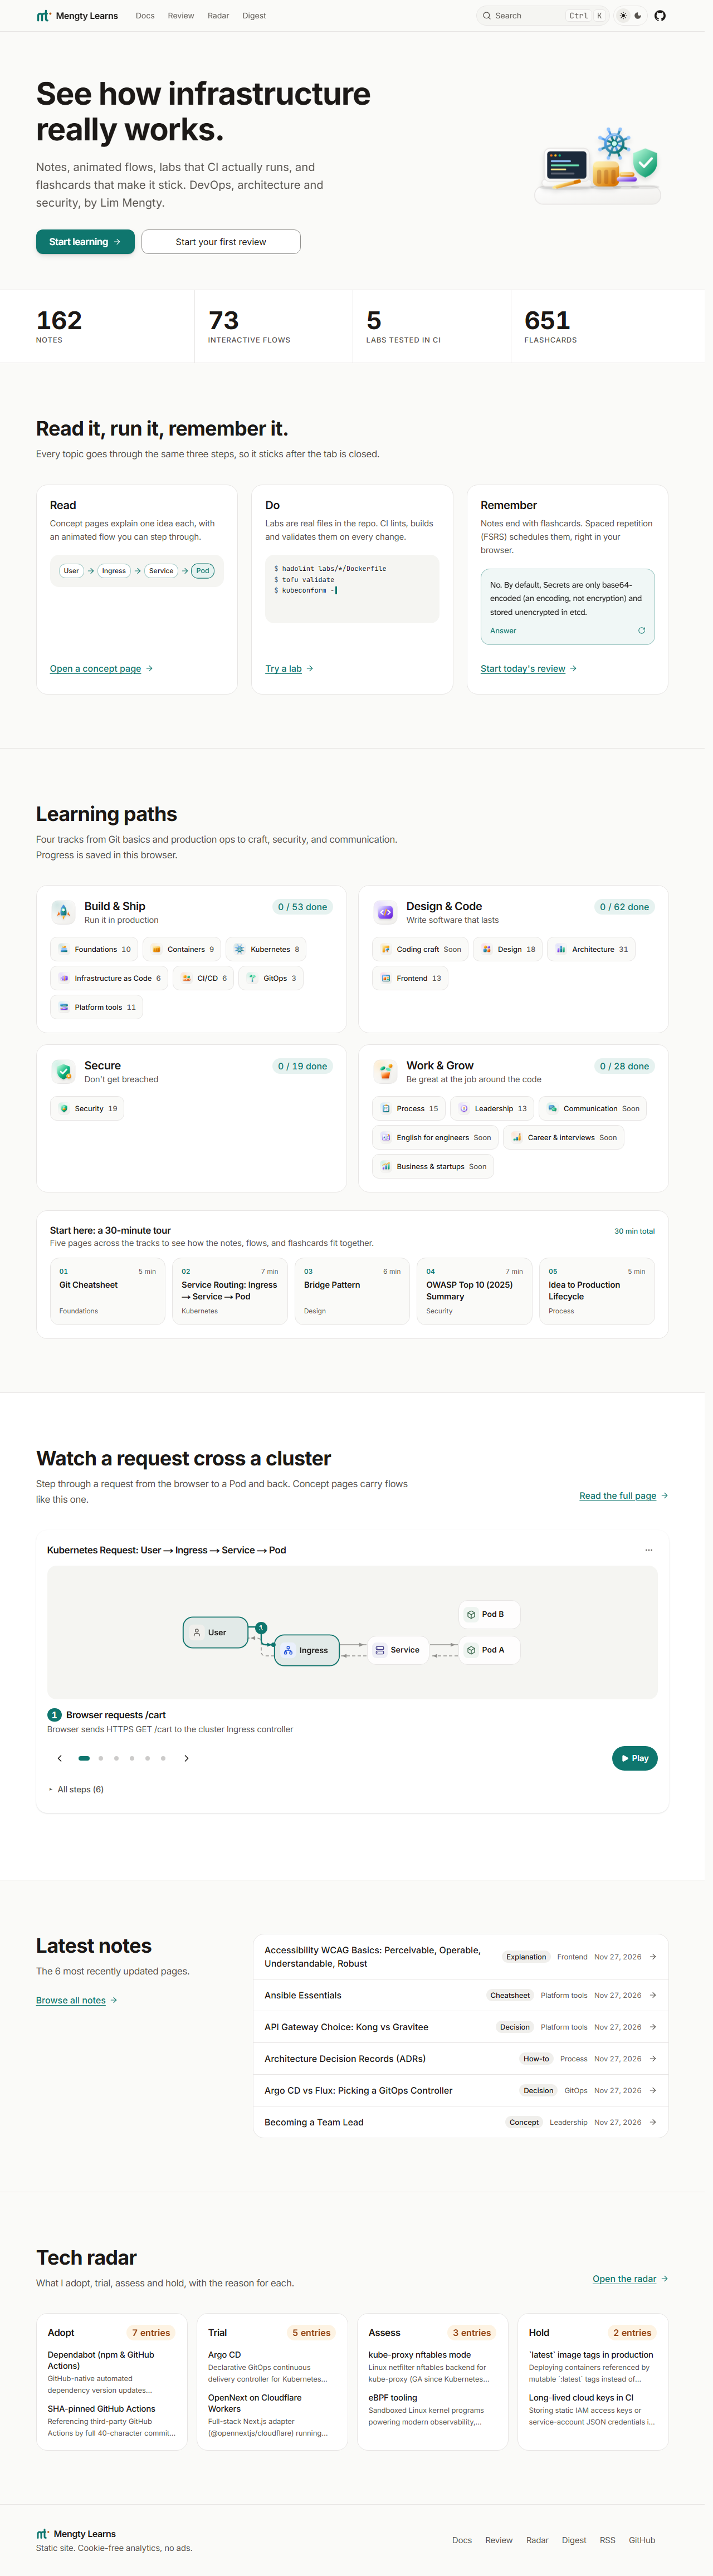 Mengty Learns Docs Review Radar Digest Search Ctrl K
See how infrastructure
really works.
Notes, animated flows, labs that CI actually runs, and
flashcards that make it stick. DevOps, architecture and
security, by Lim Mengty.
Start learning → Start your first review
162 73 5 651
NOTES INTERACTIVE FLOWS LABS TESTED IN CI FLASHCARDS
Read it, run it, remember it.
Every topic goes through the same three steps, so it sticks after the tab is closed.
Read
Concept pages explain one idea each, with
an animated flow you can step through.
User → Ingress → Service → Pod
Open a concept page →
Do
Labs are real files in the repo. CI lints, builds
and validates them on every change.
$ hadolint labs/*/Dockerfile
$ tofu validate
$ kubeconform -
Try a lab →
Remember
Notes end with flashcards. Spaced repetition
(FSRS) schedules them, right in your
browser.
No. By default, Secrets are only base64-
encoded (an encoding, not encryption) and
stored unencrypted in etcd.
Answer
Start today's review →
Learning paths
Four tracks from Git basics and production ops to craft, security, and communication.
Progress is saved in this browser.
Build & Ship 0 / 53 done
Run it in production
Foundations 10 Containers 9 Kubernetes 8
Infrastructure as Code 6 CI/CD 6 GitOps 3
Platform tools 11
Design & Code 0 / 62 done
Write software that lasts
Coding craft Soon Design 18 Architecture 31
Frontend 13
Secure 0 / 19 done
Don't get breached
Security 19
Work & Grow 0 / 28 done
Be great at the job around the code
Process 15 Leadership 13 Communication Soon
English for engineers Soon Career & interviews Soon
Business & startups Soon
Start here: a 30-minute tour 30 min total
Five pages across the tracks to see how the notes, flows, and flashcards fit together.
01 5 min
Git Cheatsheet
Foundations
02 7 min
Service Routing: Ingress
→ Service → Pod
Kubernetes
03 6 min
Bridge Pattern
Design
04 7 min
OWASP Top 10 (2025)
Summary
Security
05 5 min
Idea to Production
Lifecycle
Process
Watch a request cross a cluster
Step through a request from the browser to a Pod and back. Concept pages carry flows
like this one.
Read the full page →
Kubernetes Request: User → Ingress → Service → Pod ...
User 1 Ingress Service Pod B Pod A
1 Browser requests /cart
Browser sends HTTPS GET /cart to the cluster Ingress controller
Play
All steps (6)
Latest notes
The 6 most recently updated pages.
Browse all notes →
Accessibility WCAG Basics: Perceivable, Operable,
Understandable, Robust
Explanation Frontend Nov 27, 2026 →
Ansible Essentials Cheatsheet Platform tools Nov 27, 2026 →
API Gateway Choice: Kong vs Gravitee Decision Platform tools Nov 27, 2026 →
Architecture Decision Records (ADRs) How-to Process Nov 27, 2026 →
Argo CD vs Flux: Picking a GitOps Controller Decision GitOps Nov 27, 2026 →
Becoming a Team Lead Concept Leadership Nov 27, 2026 →
Tech radar
What I adopt, trial, assess and hold, with the reason for each.
Open the radar →
Adopt 7 entries
Dependabot (npm & GitHub
Actions)
GitHub-native automated
dependency version updates...
SHA-pinned GitHub Actions
Referencing third-party GitHub
Actions by full 40-character commit...
Trial 5 entries
Argo CD
Declarative GitOps continuous
delivery controller for Kubernetes...
OpenNext on Cloudflare
Workers
Full-stack Next.js adapter
(@opennextjs/cloudflare) running...
Assess 3 entries
kube-proxy nftables mode
Linux netfilter nftables backend for
kube-proxy (GA since Kubernetes...
eBPF tooling
Sandboxed Linux kernel programs
powering modern observability,...
Hold 2 entries
`latest` image tags in production
Deploying containers referenced by
mutable `:latest` tags instead of...
Long-lived cloud keys in CI
Storing static IAM access keys or
service-account JSON credentials i...
Mengty Learns
Static site. Cookie-free analytics, no ads.
Docs Review Radar Digest RSS GitHub